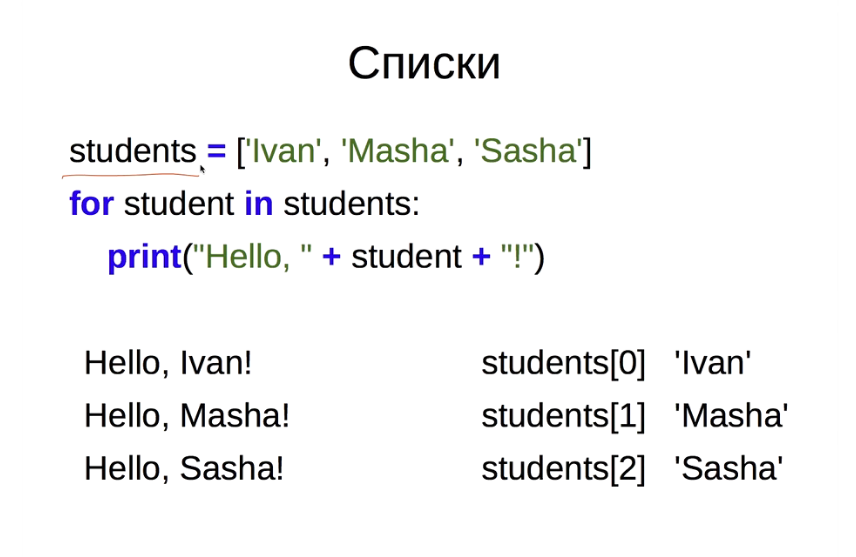 Списки
students = ['Ivan', 'Masha', 'Sasha']
for student in students:
print("Hello, " + student + "!")
Hello, Ivan! students[0] 'Ivan'
Hello, Masha! students[1] 'Masha'
Hello, Sasha! students[2] 'Sasha'